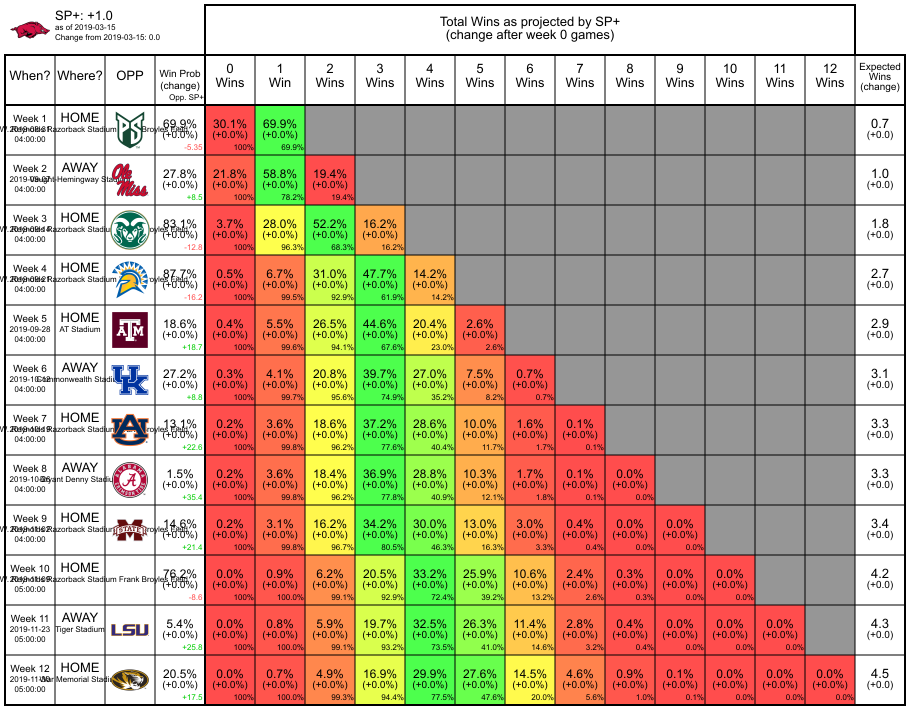 SP+: +1.0
as of 2019-03-15
Change from 2019-03-15: 0.0
Total Wins as projected by SP+
(change after week 0 games)
When? Where? OPP Win Prob (change) Opp. SP+ 0 Wins 1 Win 2 Wins 3 Wins 4 Wins 5 Wins 6 Wins 7 Wins 8 Wins 9 Wins 10 Wins 11 Wins 12 Wins Expected Wins (change)
Week 1 HOME 69.9% 30.1% 69.9% 0.7
Razorback Stadium (+0.0%) (+0.0%) (+0.0%) (+0.0)
04:00:00 -5.35 100% 69.9%
Week 2 AWAY Ole Miss 27.8% 21.8% 58.8% 19.4% 1.0
Hemingway (+0.0%) (+0.0%) (+0.0%) (+0.0%) (+0.0)
04:00:00 +8.5 100% 78.2% 19.4%
Week 3 HOME 83.1% 3.7% 28.0% 52.2% 16.2% 1.8
Razorback Stadium (+0.0%) (+0.0%) (+0.0%) (+0.0%) (+0.0%) (+0.0)
04:00:00 -12.8 100% 96.3% 68.3% 16.2%
Week 4 HOME 87.7% 0.5% 6.7% 31.0% 47.7% 14.2% 2.7
Razorback Stadium (+0.0%) (+0.0%) (+0.0%) (+0.0%) (+0.0%) (+0.0%) (+0.0)
04:00:00 -16.2 100% 99.5% 92.9% 61.9% 14.2%
Week 5 HOME ATM 18.6% 0.4% 5.5% 26.5% 44.6% 20.4% 2.6% 2.9
2019-09-28 AT Stadium (+0.0%) (+0.0%) (+0.0%) (+0.0%) (+0.0%) (+0.0%) (+0.0%) (+0.0)
04:00:00 +18.7 100% 99.6% 94.1% 67.6% 23.0% 2.6%
Week 6 AWAY UK 27.2% 0.3% 4.1% 20.8% 39.7% 27.0% 7.5% 0.7% 3.1
(+0.0%) (+0.0%) (+0.0%) (+0.0%) (+0.0%) (+0.0%) (+0.0%) (+0.0%) (+0.0)
04:00:00 +8.8 100% 99.7% 95.6% 74.9% 35.2% 8.2% 0.7%
Week 7 HOME AU 13.1% 0.2% 3.6% 18.6% 37.2% 28.6% 10.0% 1.6% 0.1% 3.3
Razorback Stadium (+0.0%) (+0.0%) (+0.0%) (+0.0%) (+0.0%) (+0.0%) (+0.0%) (+0.0%) (+0.0%) (+0.0)
04:00:00 +22.6 100% 99.8% 96.2% 77.6% 40.4% 11.7% 1.7% 0.1%
Week 8 AWAY A 1.5% 0.2% 3.6% 18.4% 36.9% 28.8% 10.3% 1.7% 0.1% 0.0% 3.3
Denny (+0.0%) (+0.0%) (+0.0%) (+0.0%) (+0.0%) (+0.0%) (+0.0%) (+0.0%) (+0.0%) (+0.0%) (+0.0)
04:00:00 +35.4 100% 99.8% 96.2% 77.8% 40.9% 12.1% 1.8% 0.1% 0.0%
Week 9 HOME STATE 14.6% 0.2% 3.1% 16.2% 34.2% 30.0% 13.0% 3.0% 0.4% 0.0% 0.0% 3.4
Razorback Stadium (+0.0%) (+0.0%) (+0.0%) (+0.0%) (+0.0%) (+0.0%) (+0.0%) (+0.0%) (+0.0%) (+0.0%) (+0.0%) (+0.0)
04:00:00 +21.4 100% 99.8% 96.7% 80.5% 46.3% 16.3% 3.3% 0.4% 0.0% 0.0%
Week 10 HOME 76.2% 0.0% 0.9% 6.2% 20.5% 33.2% 25.9% 10.6% 2.4% 0.3% 0.0% 0.0% 4.2
Razorback Stadium Frank Broyles (+0.0%) (+0.0%) (+0.0%) (+0.0%) (+0.0%) (+0.0%) (+0.0%) (+0.0%) (+0.0%) (+0.0%) (+0.0%) (+0.0%) (+0.0)
05:00:00 -8.6 100% 100.0% 99.1% 92.9% 72.4% 39.2% 13.2% 2.6% 0.3% 0.0% 0.0%
Week 11 AWAY LSU 5.4% 0.0% 0.8% 5.9% 19.7% 32.5% 26.3% 11.4% 2.8% 0.4% 0.0% 0.0% 0.0% 4.3
2019-11-23 Tiger Stadium (+0.0%) (+0.0%) (+0.0%) (+0.0%) (+0.0%) (+0.0%) (+0.0%) (+0.0%) (+0.0%) (+0.0%) (+0.0%) (+0.0%) (+0.0%) (+0.0)
05:00:00 +25.8 100% 100.0% 99.1% 93.2% 73.5% 41.0% 14.6% 3.2% 0.4% 0.0% 0.0% 0.0%
Week 12 HOME 20.5% 0.0% 0.7% 4.9% 16.9% 29.9% 27.6% 14.5% 4.6% 0.9% 0.1% 0.0% 0.0% 0.0% 4.5
Memorial (+0.0%) (+0.0%) (+0.0%) (+0.0%) (+0.0%) (+0.0%) (+0.0%) (+0.0%) (+0.0%) (+0.0%) (+0.0%) (+0.0%) (+0.0%) (+0.0%) (+0.0)
05:00:00 +17.5 100% 100.0% 99.3% 94.4% 77.5% 47.6% 20.0% 5.6% 1.0% 0.1% 0.0% 0.0% 0.0%